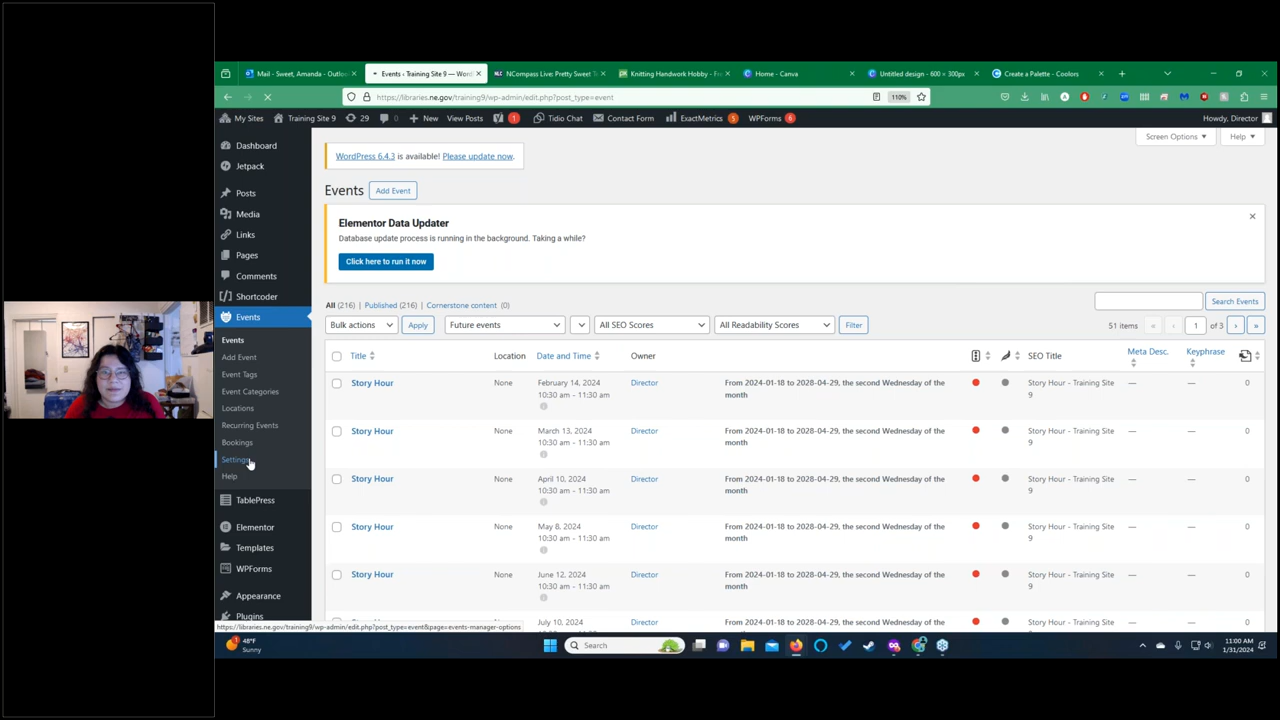 Mail - Sweet, Amanda - Outlo
Events ‹ Training Site 9 — Word
NCompass Live: Pretty Sweet T
Knitting Handwork Hobby - Fr
Home - Canva
Untitled design - 600 × 300px
Create a Palette - Coolors
https://libraries.ne.gov/training9/wp-admin/edit.php?post_type=event
110%
My Sites
Training Site 9
29
0
New
View Posts
1
Tidio Chat
Contact Form
ExactMetrics
5
WPForms
6
Howdy, Director
Dashboard
Jetpack
Posts
Media
Links
Pages
Comments
Shortcoder
Events
Events
Add Event
Event Tags
Event Categories
Locations
Recurring Events
Bookings
Settings
Help
TablePress
Elementor
Templates
WPForms
Appearance
Plugins
Screen Options
Help
WordPress 6.4.3 is available! Please update now.
Events
Add Event
Elementor Data Updater
Database update process is running in the background. Taking a while?
Click here to run it now
All (216) | Published (216) | Cornerstone content (0)
Search Events
Bulk actions
Apply
Future events
All SEO Scores
All Readability Scores
Filter
51 items
«
‹
1
of 3
›
»
Title
Location
Date and Time
Owner
SEO Title
Meta Desc.
Keyphrase
Story Hour
None
February 14, 2024
10:30 am - 11:30 am
Director
From 2024-01-18 to 2028-04-29, the second Wednesday of the
month
Story Hour - Training Site
9
—
—
0
Story Hour
None
March 13, 2024
10:30 am - 11:30 am
Director
From 2024-01-18 to 2028-04-29, the second Wednesday of the
month
Story Hour - Training Site
9
—
—
0
Story Hour
None
April 10, 2024
10:30 am - 11:30 am
Director
From 2024-01-18 to 2028-04-29, the second Wednesday of the
month
Story Hour - Training Site
9
—
—
0
Story Hour
None
May 8, 2024
10:30 am - 11:30 am
Director
From 2024-01-18 to 2028-04-29, the second Wednesday of the
month
Story Hour - Training Site
9
—
—
0
Story Hour
None
June 12, 2024
10:30 am - 11:30 am
Director
From 2024-01-18 to 2028-04-29, the second Wednesday of the
month
Story Hour - Training Site
9
—
—
0
None
July 10, 2024
Director
From 2024-01-18 to 2028-04-29, the second Wednesday of the
Story Hour - Training Site
0
https://libraries.ne.gov/training9/wp-admin/edit.php?post_type=event&page=events-manager-options
1
48°F
Sunny
Search
11:00 AM
1/31/2024